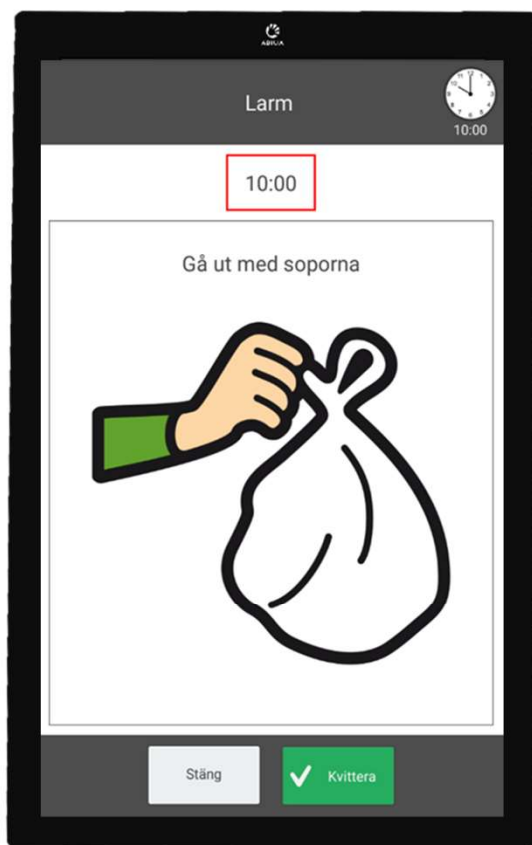 ABILIA
Larm
10:00
10:00
Gå ut med soporna
Stäng
Kvittera